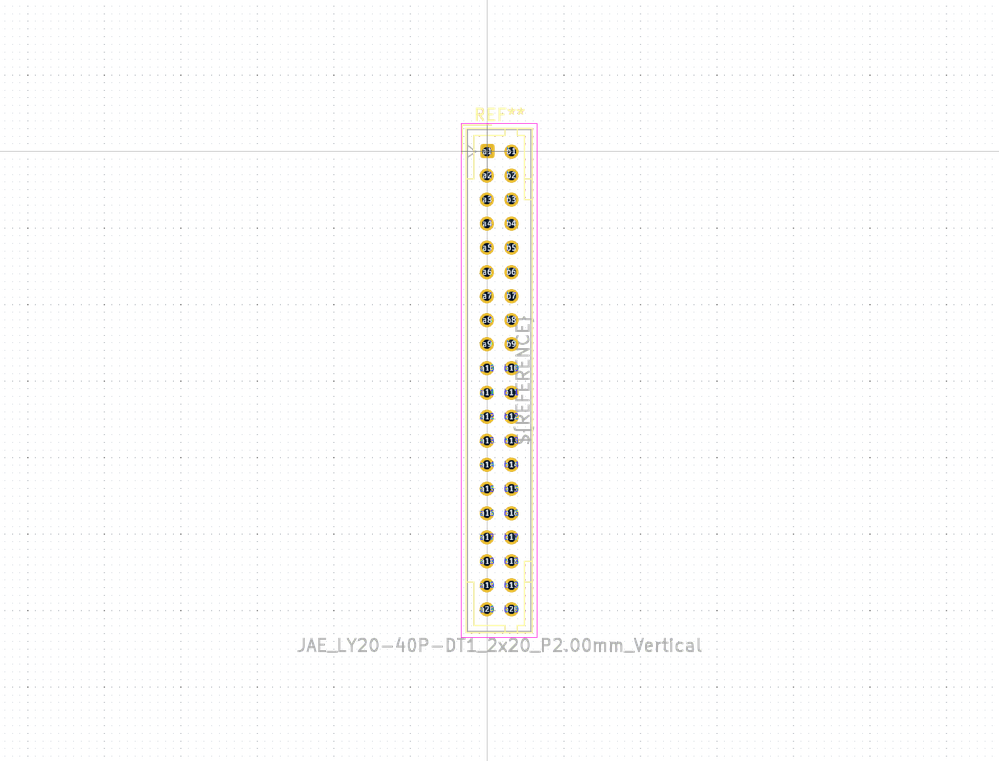 REF**
a1 b1
a2 b2
a3 b3
a4 b4
a5 b5
a6 b6
a7 b7
a8 b8
a9 b9
a10 b10
a11 b11
a12 b12
a13 b13
a14 b14
a15 b15
a16 b16
a17 b17
a18 b18
a19 b19
a20 b20
${REFERENCE}
JAE_LY20-40P-DT1_2x20_P2.00mm_Vertical